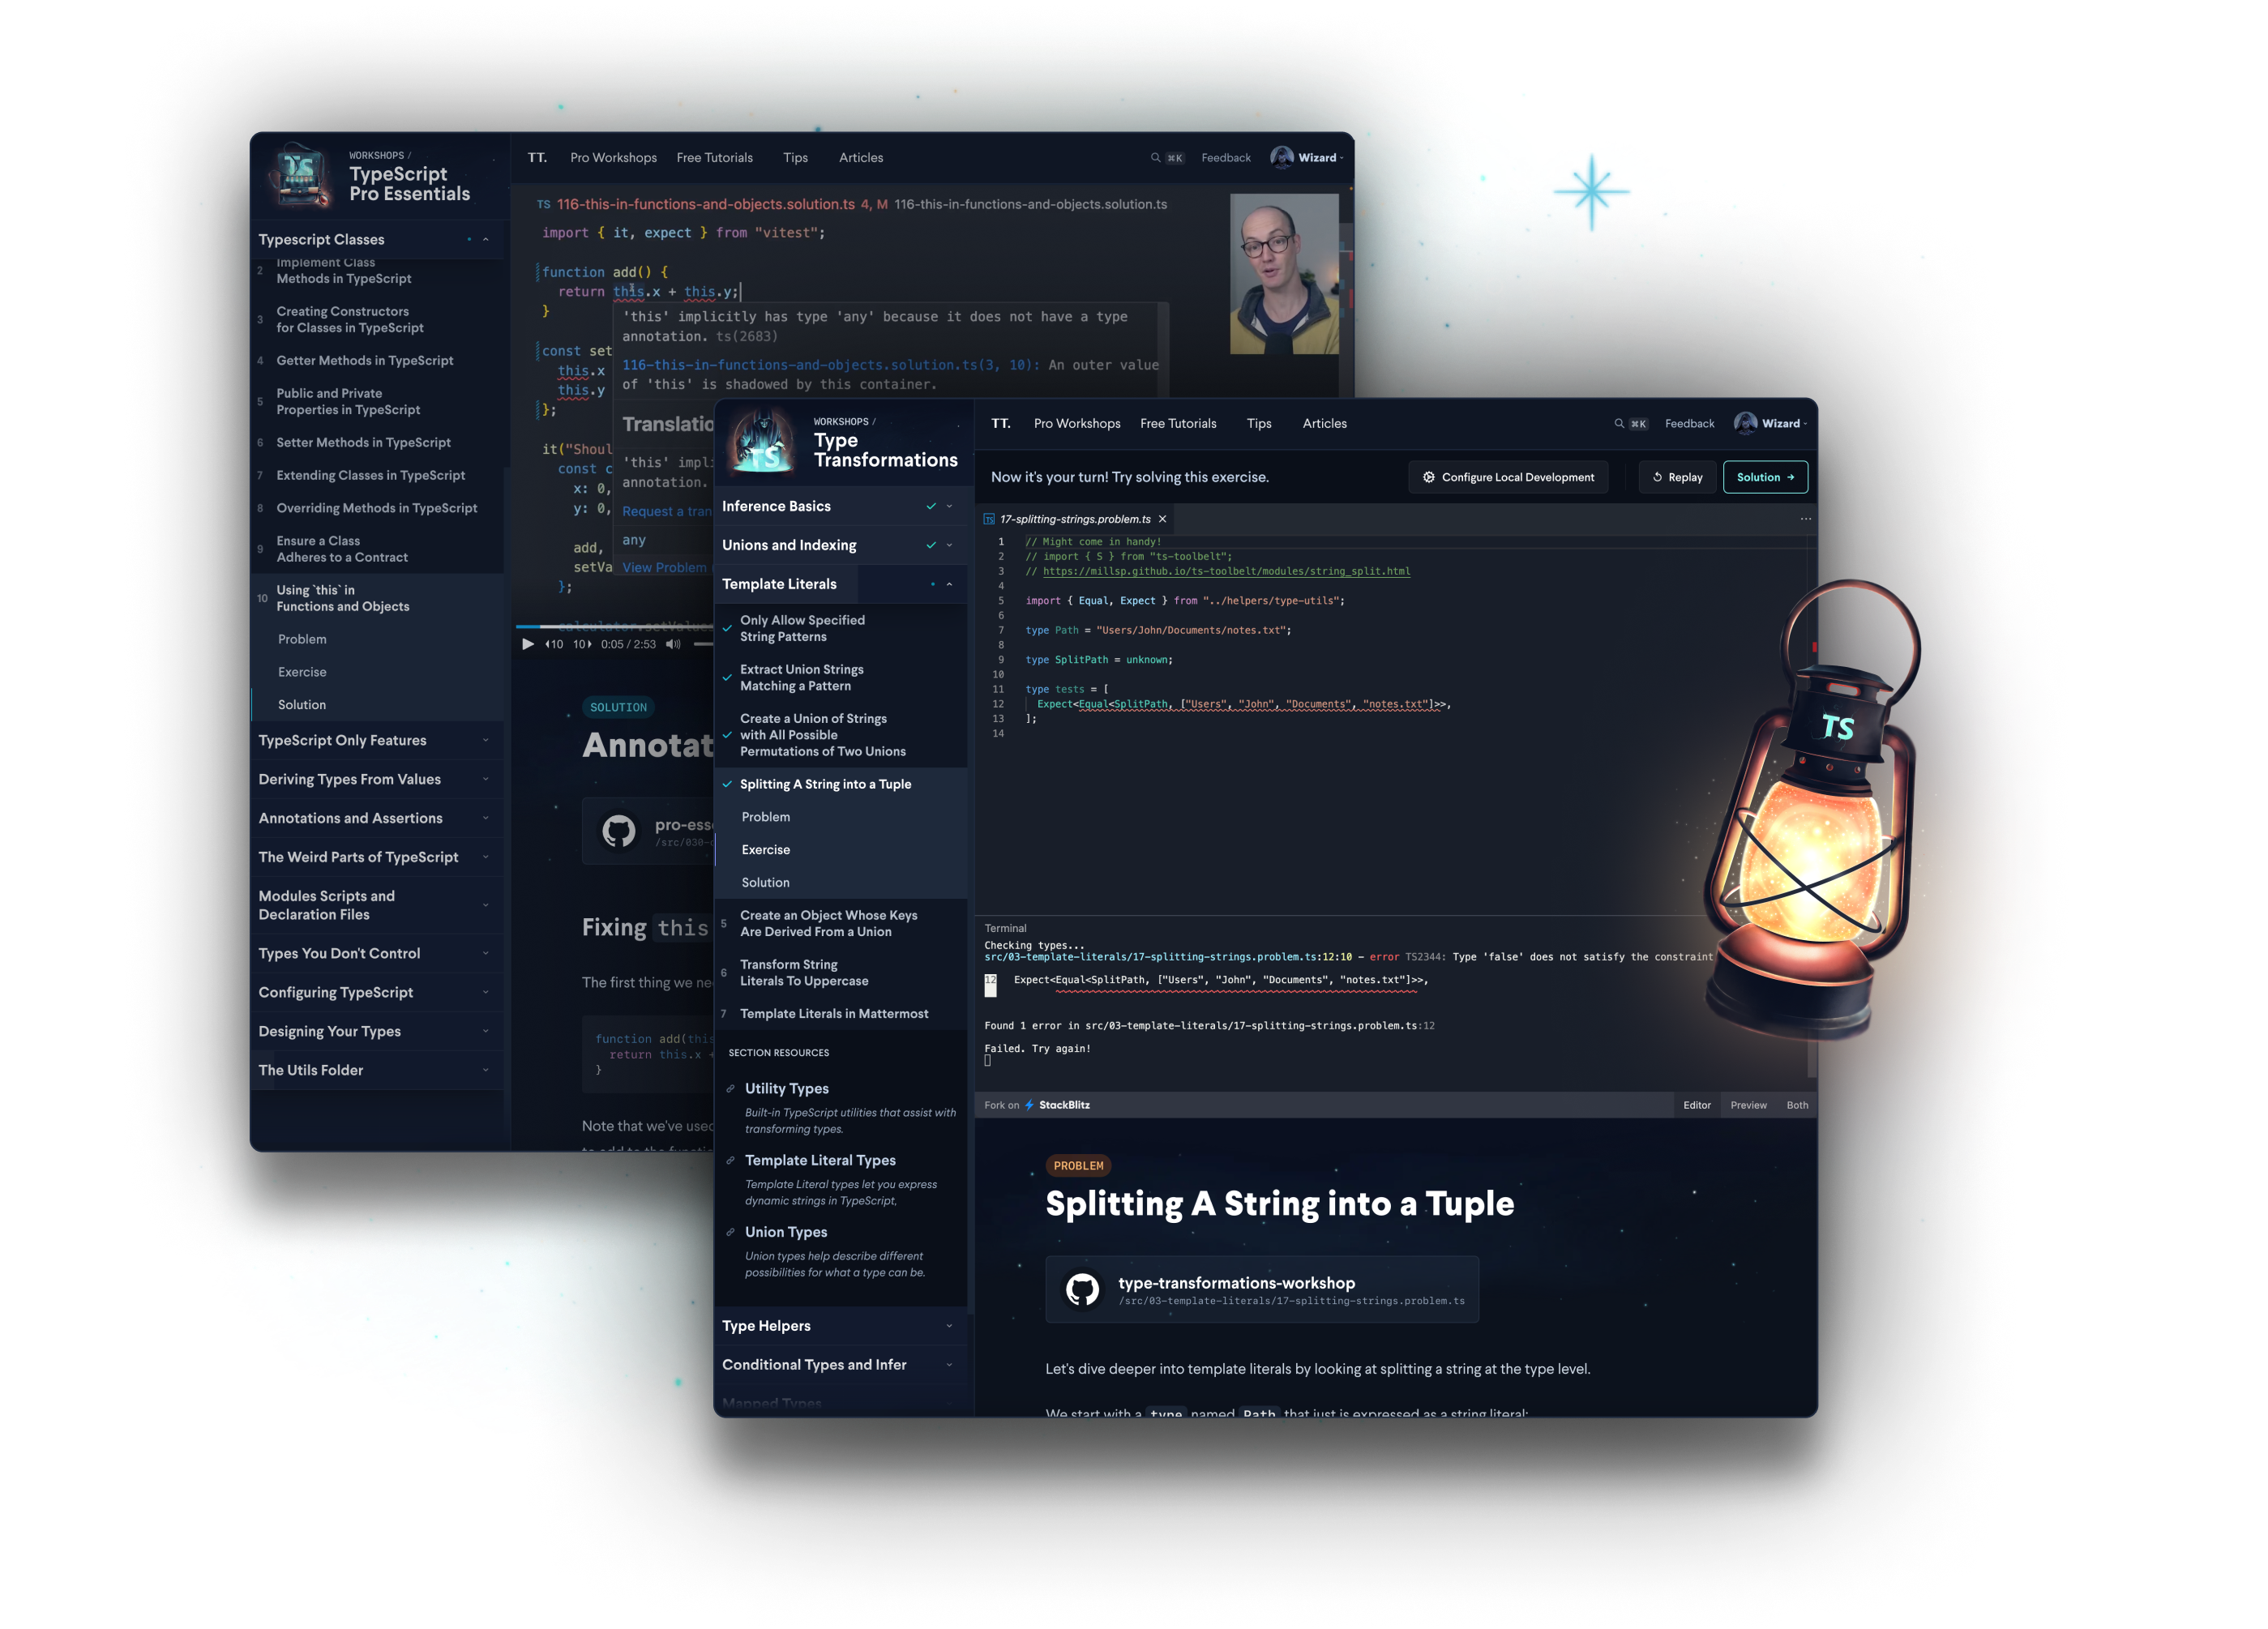 TS
WORKSHOPS /
TypeScript
Pro Essentials
Typescript Classes
2 Implement Class
Methods in TypeScript
3 Creating Constructors
for Classes in TypeScript
4 Getter Methods in TypeScript
5 Public and Private
Properties in TypeScript
6 Setter Methods in TypeScript
7 Extending Classes in TypeScript
8 Overriding Methods in TypeScript
9 Ensure a Class
Adheres to a Contract
10 Using `this` in
Functions and Objects
Problem
Exercise
Solution
TypeScript Only Features
Deriving Types From Values
Annotations and Assertions
The Weird Parts of TypeScript
Modules Scripts and
Declaration Files
Types You Don't Control
Configuring TypeScript
Designing Your Types
The Utils Folder
TT. Pro Workshops Free Tutorials Tips Articles ⌘K Feedback Wizard
TS 116-this-in-functions-and-objects.solution.ts 4, M 116-this-in-functions-and-objects.solution.ts
import { it, expect } from "vitest";
function add() {
return this.x + this.y;
}
'this' implicitly has type 'any' because it does not have a type
annotation. ts(2683)
const set
116-this-in-functions-and-objects.solution.ts(3, 10): An outer value
this.x
of 'this' is shadowed by this container.
this.y
};
Translatio
it("Shoul
'this' impl
const c
annotation.
x: 0,
y: 0,
Request a tran
any
add,
setVa
View Problem
};
calculator.setValues
10 10 0:05 / 2:53
SOLUTION
Annotat
pro-esse
/src/030-c
Fixing this
The first thing we ne
function add(this
return this.x +
}
Note that we've used
to add to the functi
TS
WORKSHOPS /
Type
Transformations
Inference Basics
Unions and Indexing
Template Literals
Only Allow Specified
String Patterns
Extract Union Strings
Matching a Pattern
Create a Union of Strings
with All Possible
Permutations of Two Unions
Splitting A String into a Tuple
Problem
Exercise
Solution
5 Create an Object Whose Keys
Are Derived From a Union
6 Transform String
Literals To Uppercase
7 Template Literals in Mattermost
SECTION RESOURCES
Utility Types
Built-in TypeScript utilities that assist with
transforming types.
Template Literal Types
Template Literal types let you express
dynamic strings in TypeScript,
Union Types
Union types help describe different
possibilities for what a type can be.
Type Helpers
Conditional Types and Infer
Mapped Types
TT. Pro Workshops Free Tutorials Tips Articles ⌘K Feedback Wizard
Now it's your turn! Try solving this exercise. Configure Local Development Replay Solution →
TS 17-splitting-strings.problem.ts ✕ ...
1 // Might come in handy!
2 // import { S } from "ts-toolbelt";
3 // https://millsp.github.io/ts-toolbelt/modules/string_split.html
4
5 import { Equal, Expect } from "../helpers/type-utils";
6
7 type Path = "Users/John/Documents/notes.txt";
8
9 type SplitPath = unknown;
10
11 type tests = [
12 Expect<Equal<SplitPath, ["Users", "John", "Documents", "notes.txt"]>>,
13 ];
14
Terminal
Checking types...
src/03-template-literals/17-splitting-strings.problem.ts:12:10 - error TS2344: Type 'false' does not satisfy the constraint
12 Expect<Equal<SplitPath, ["Users", "John", "Documents", "notes.txt"]>>,
Found 1 error in src/03-template-literals/17-splitting-strings.problem.ts:12
Failed. Try again!
Fork on StackBlitz Editor Preview Both
PROBLEM
Splitting A String into a Tuple
type-transformations-workshop
/src/03-template-literals/17-splitting-strings.problem.ts
Let's dive deeper into template literals by looking at splitting a string at the type level.
We start with a type named Path that just is expressed as a string literal:
TS